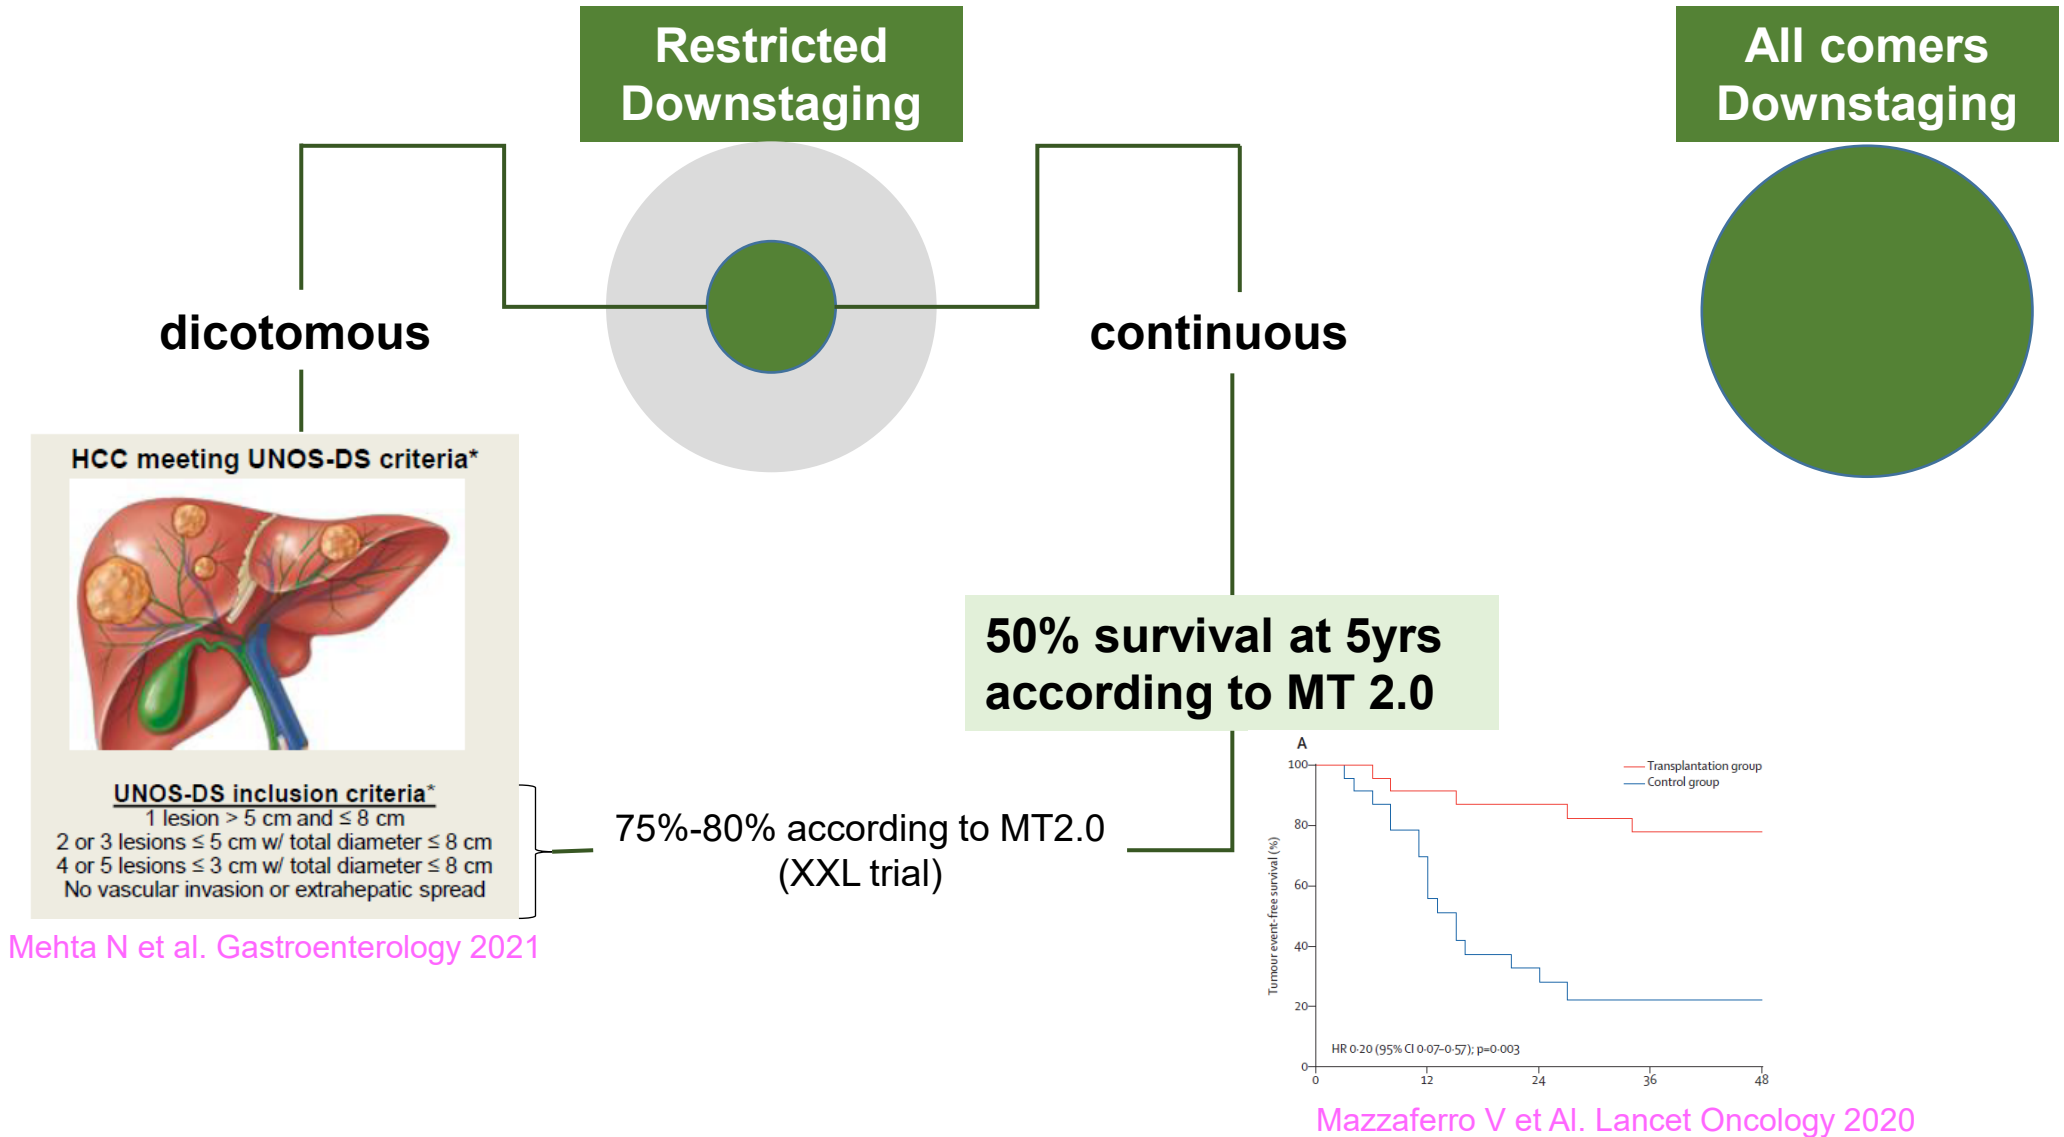 Restricted
Downstaging
All comers
Downstaging
dicotomous
continuous
HCC meeting UNOS-DS criteria*
UNOS-DS inclusion criteria*
1 lesion > 5 cm and ≤ 8 cm
2 or 3 lesions ≤ 5 cm w/ total diameter ≤ 8 cm
4 or 5 lesions ≤ 3 cm w/ total diameter ≤ 8 cm
No vascular invasion or extrahepatic spread
Mehta N et al. Gastroenterology 2021
75%-80% according to MT2.0
(XXL trial)
50% survival at 5yrs
according to MT 2.0
A
Transplantation group
Control group
Tumour event-free survival (%)
100
80
60
40
20
0
HR 0·20 (95% CI 0·07–0·57); p=0·003
0 12 24 36 48
Mazzaferro V et Al. Lancet Oncology 2020